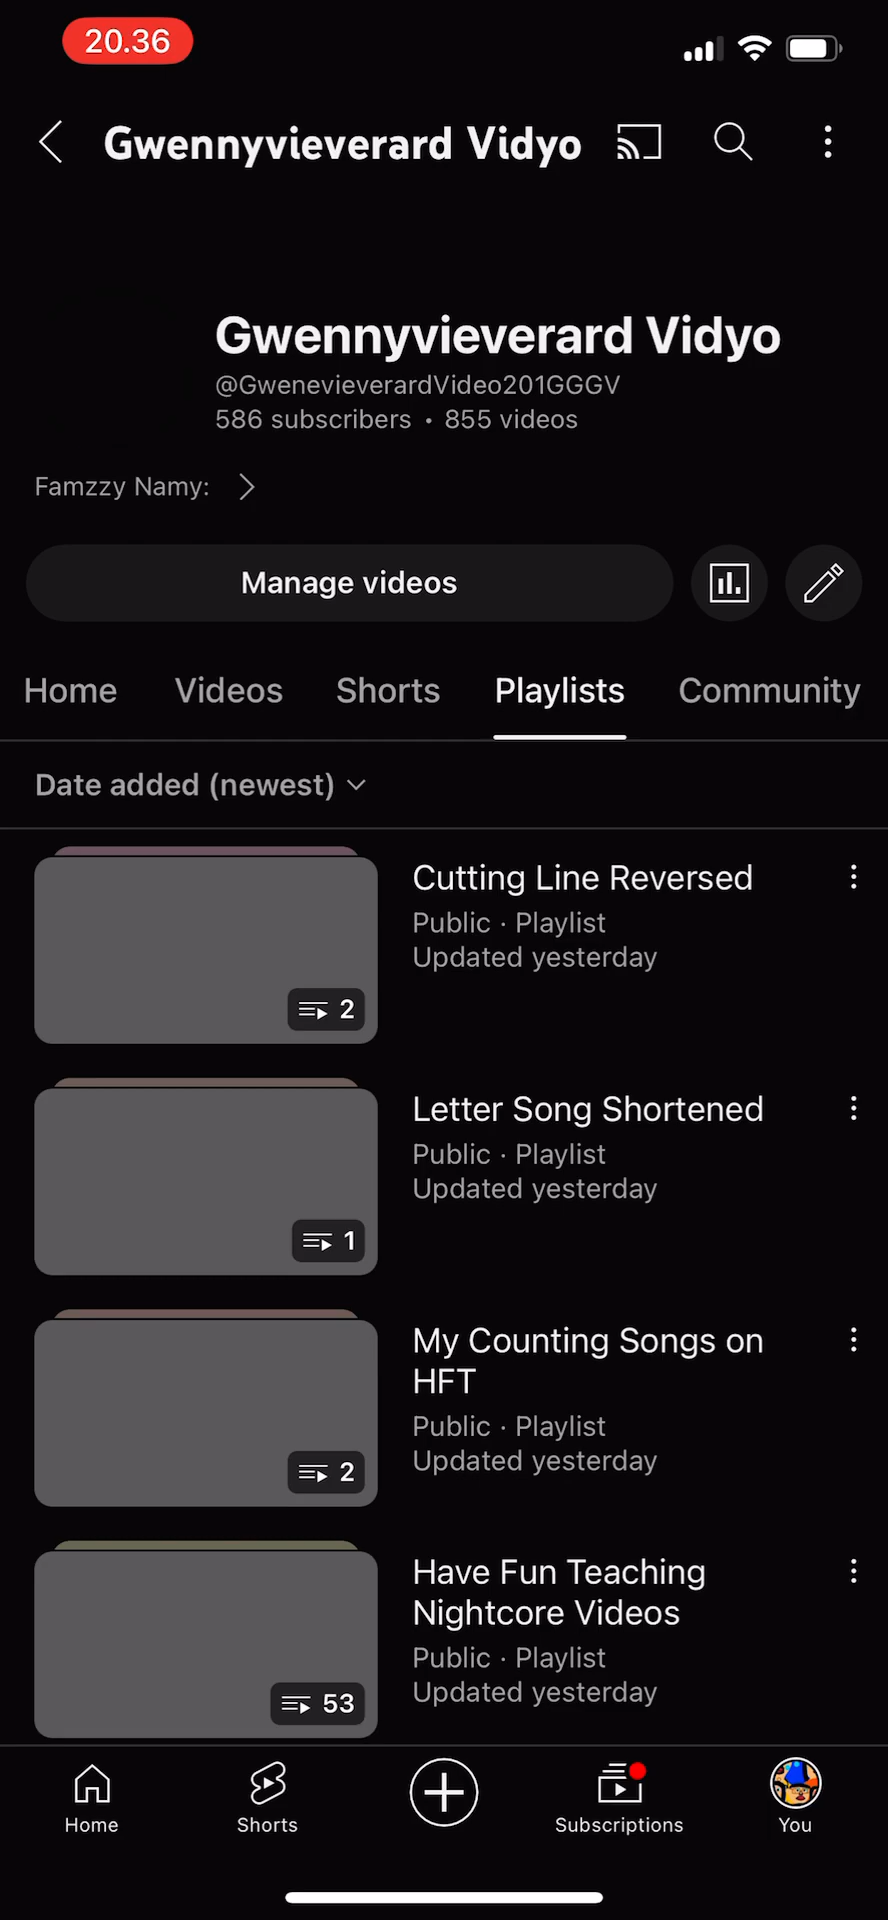 20.36
Gwennyvieverard Vidyo
Gwennyvieverard Vidyo
@GwenevieverardVideo201GGGV
586 subscribers • 855 videos
Famzzy Namy:
Manage videos
Home Videos Shorts Playlists Community
Date added (newest)
Cutting Line Reversed
Public · Playlist
Updated yesterday
2
Letter Song Shortened
Public · Playlist
Updated yesterday
1
My Counting Songs on
HFT
Public · Playlist
Updated yesterday
2
Have Fun Teaching
Nightcore Videos
Public · Playlist
Updated yesterday
53
Home Shorts Subscriptions You